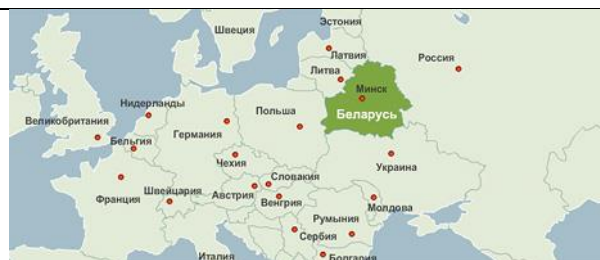 Эстония
Швеция
Латвия
Россия
Литва
Минск
Нидерланды
Польша
Беларусь
Великобритания
Германия
Бельгия
Чехия
Украина
Словакия
Швейцария
Австрия
Франция
Венгрия
Молдова
Румыния
Сербия
Италия
Болгария